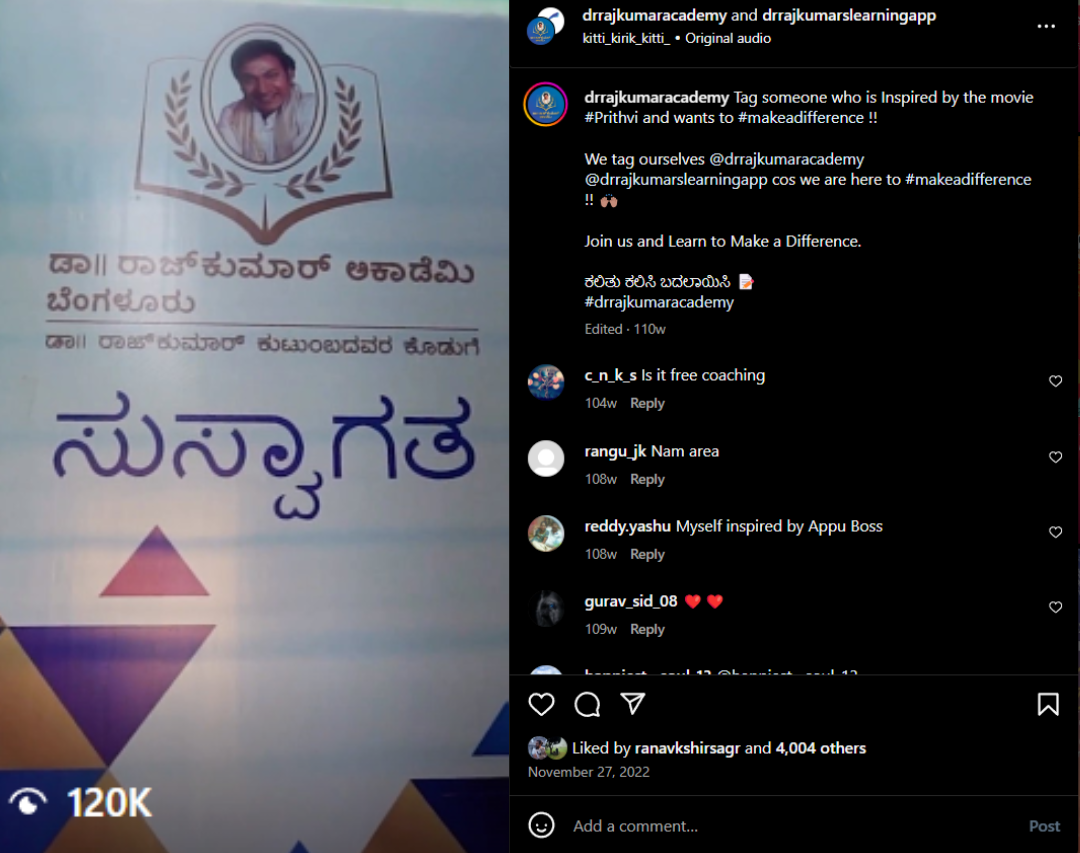 ಡಾ|| ರಾಜ್‌ಕುಮಾರ್ ಅಕಾಡೆಮಿ
ಬೆಂಗಳೂರು
ಡಾ|| ರಾಜ್‌ಕುಮಾರ್ ಕುಟುಂಬದವರ ಕೊಡುಗೆ
ಸುಸ್ವಾಗತ
120K
drrajkumaracademy and drrajkumarslearningapp
kitti_kirik_kitti_ • Original audio
drrajkumaracademy Tag someone who is Inspired by the movie
#Prithvi and wants to #makeadifference !!
We tag ourselves @drrajkumaracademy
@drrajkumarslearningapp cos we are here to #makeadifference
!! 🙌🏽
Join us and Learn to Make a Difference.
ಕಲಿತು ಕಲಿಸಿ ಬದಲಾಯಿಸಿ 📝
#drrajkumaracademy
Edited · 110w
c_n_k_s Is it free coaching
104w Reply
rangu_jk Nam area
108w Reply
reddy.yashu Myself inspired by Appu Boss
108w Reply
gurav_sid_08 ❤️ ❤️
109w Reply
Liked by ranavkshirsagr and 4,004 others
November 27, 2022
Add a comment...
Post